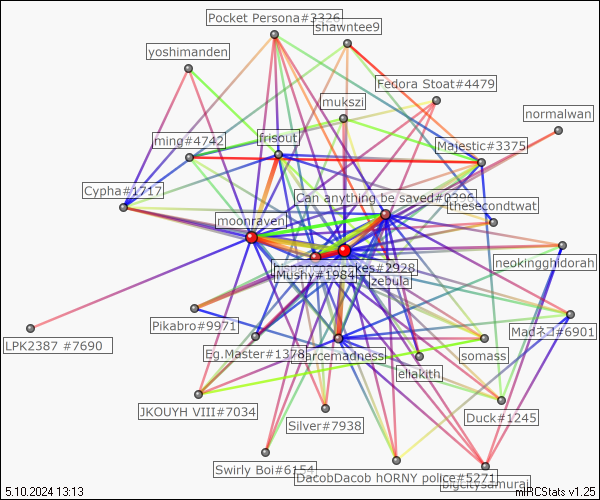 Pocket Persona#3326
shawntee9
yoshimanden
Fedora Stoat#4479
mukszi
normalwan
ming#4742
frisout
Majestic#3375
Cypha#1717
Can anything be saved#0396
thesecondtwat
moonraven
neokingghidorah
kes#2928
Mushy#1984
zebula
Pikabro#9971
Madネコ#6901
LPK2387 #7690
Eg.Master#1378
arcemadness
somass
eliakith
JKOUYH VIII#7034
Duck#1245
Silver#7938
Swirly Boi#6154
DacobDacob hORNY police#5271
bigcitysamurai
5.10.2024 13:13
mIRCStats v1.25